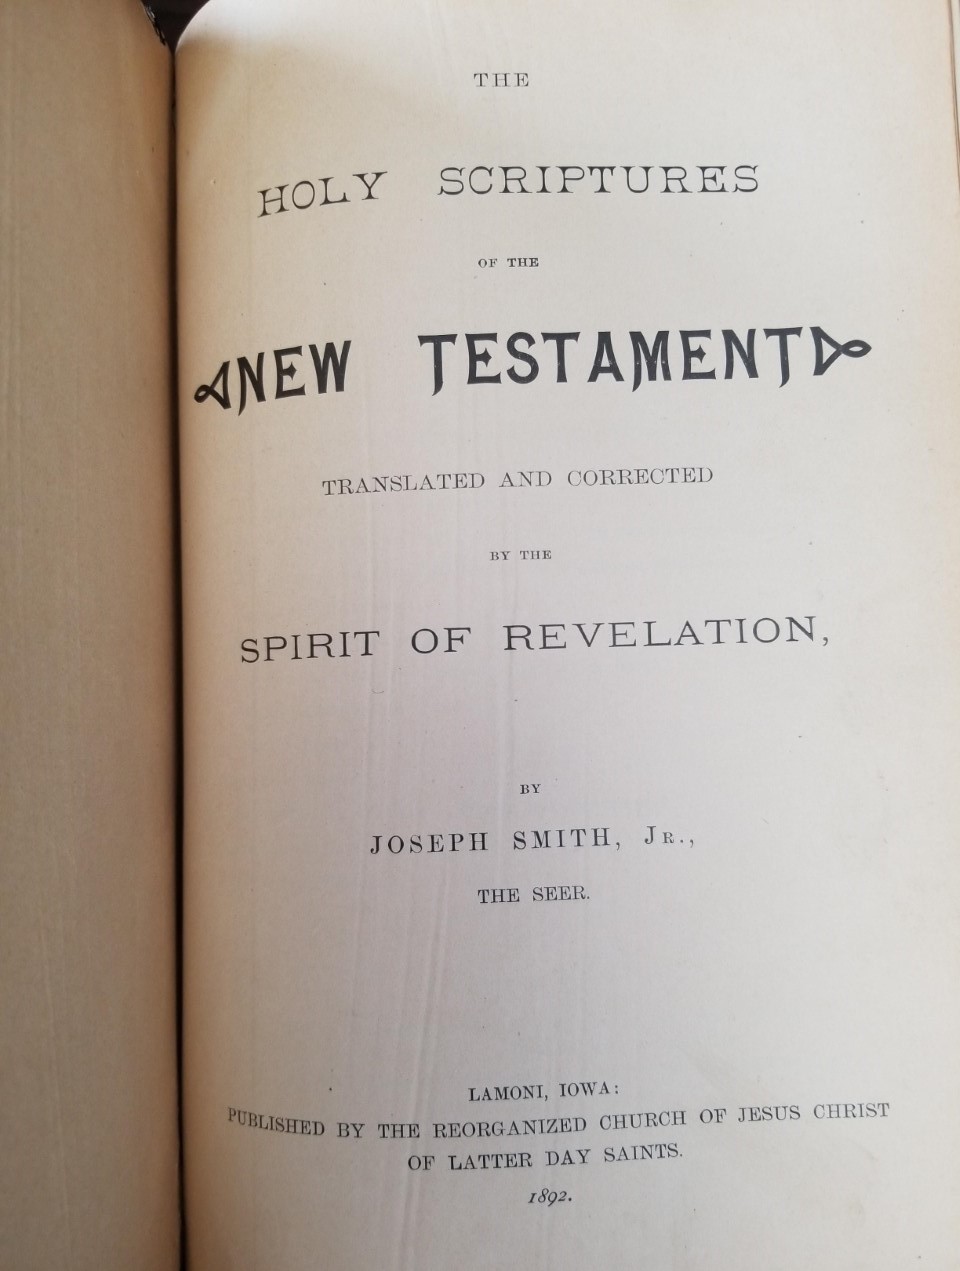 THE
HOLY SCRIPTURES
OF THE
NEW TESTAMENT
TRANSLATED AND CORRECTED
BY THE
SPIRIT OF REVELATION,
BY
JOSEPH SMITH, JR.,
THE SEER.
LAMONI, IOWA:
PUBLISHED BY THE REORGANIZED CHURCH OF JESUS CHRIST
OF LATTER DAY SAINTS.
1892.